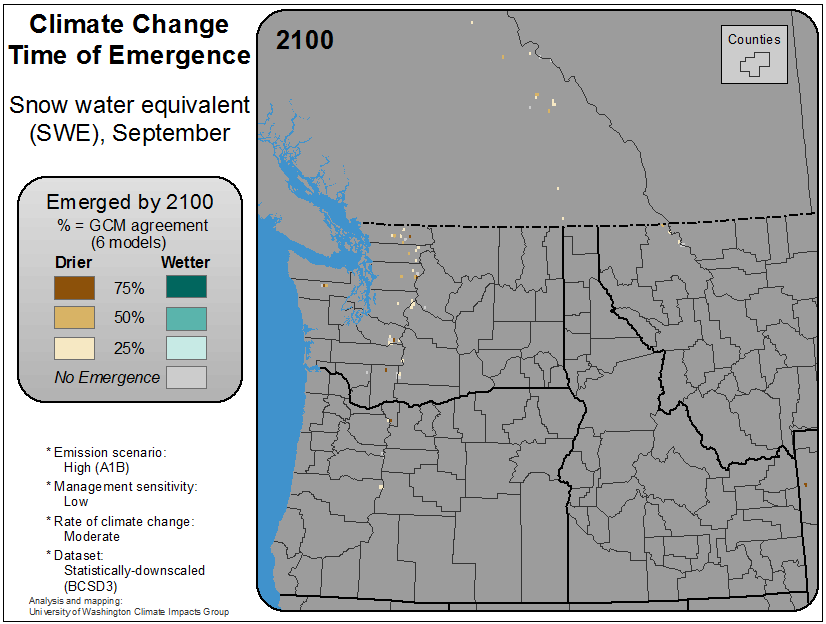 Climate Change
Time of Emergence
Snow water equivalent
(SWE), September
Emerged by 2100
% = GCM agreement
(6 models)
Drier Wetter
75%
50%
25%
No Emergence
* Emission scenario:
High (A1B)
* Management sensitivity:
Low
* Rate of climate change:
Moderate
* Dataset:
Statistically-downscaled
(BCSD3)
Analysis and mapping:
University of Washington Climate Impacts Group
2100
Counties